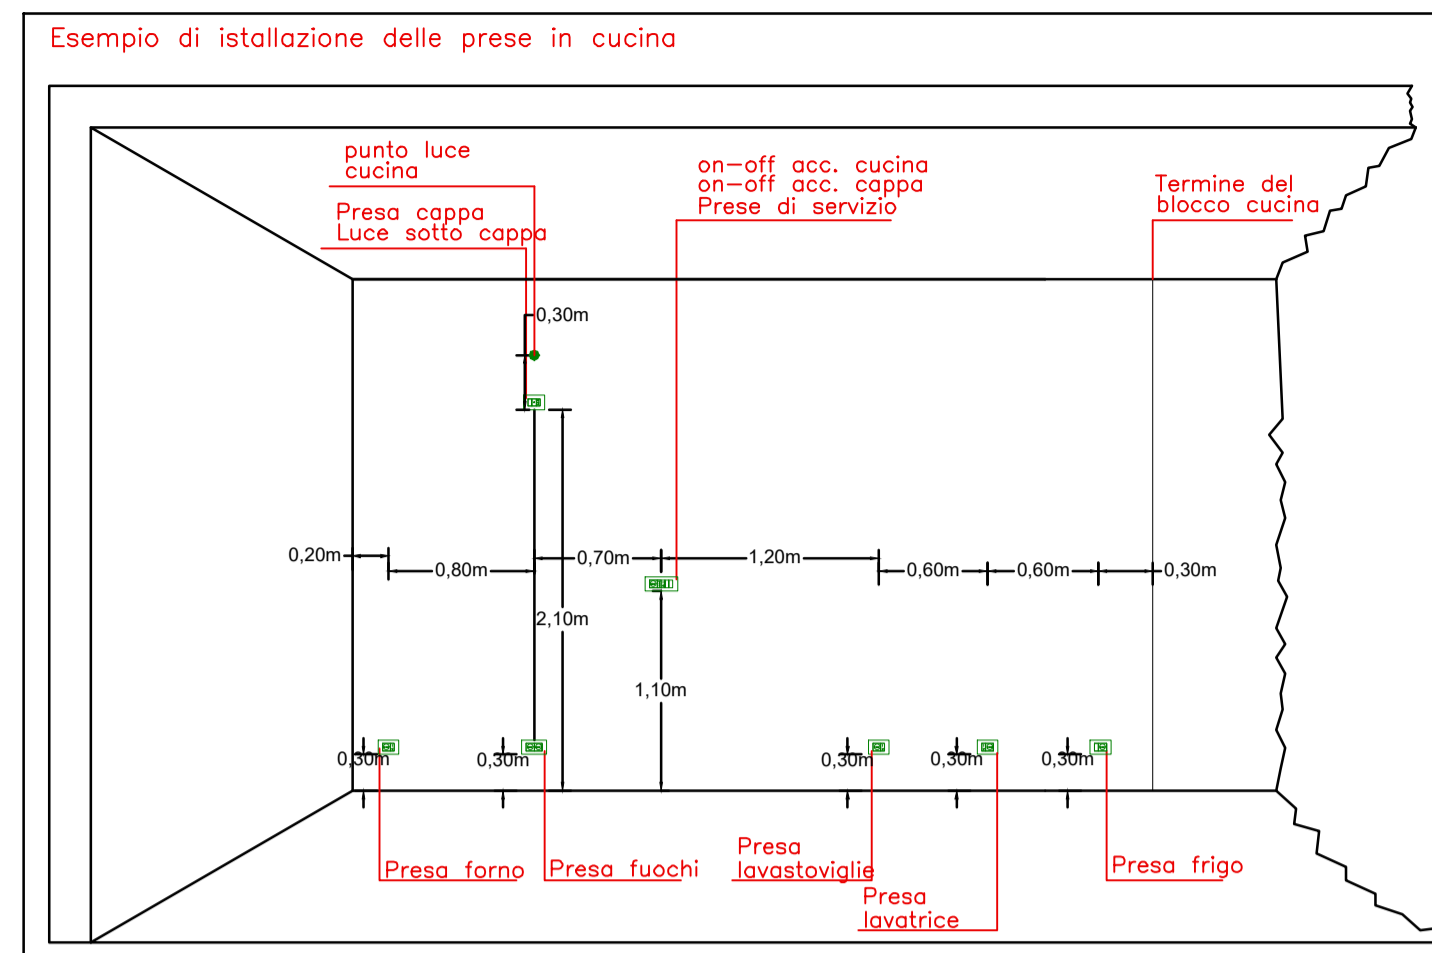 Esempio di istallazione delle prese in cucina
punto luce
cucina
Presa cappa
Luce sotto cappa
on-off acc. cucina
on-off acc. cappa
Prese di servizio
Termine del
blocco cucina
0,30m
0,20m
0,80m
0,70m
1,20m
0,60m
0,60m
0,30m
2,10m
1,10m
0,30m
0,30m
0,30m
0,30m
0,30m
Presa forno
Presa fuochi
Presa
lavastoviglie
Presa
lavatrice
Presa frigo